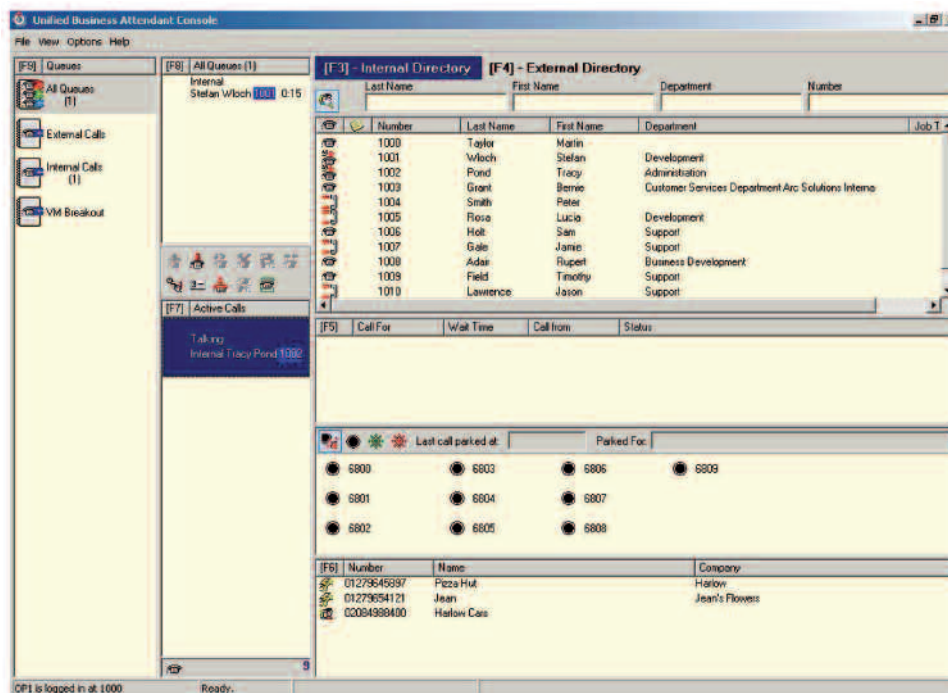 Unified Business Attendant Console
File View Options Help
[F9] Queues
All Queues
(1)
External Calls
Internal Calls
(1)
VM Breakout
[F8] All Queues (1)
Internal
Stefan Wloch 1001 0:15
[F7] Active Calls
Talking
Internal Tracy Pond 1002
9
[F3] - Internal Directory [F4] - External Directory
Last Name First Name Department Number
Number Last Name First Name Department Job T
1000 Taylor Martin
1001 Wloch Stefan Development
1002 Pond Tracy Administration
1003 Grant Bernie Customer Services Department Arc Solutions Interna
1004 Smith Peter
1005 Rosa Lucia Development
1006 Holt Sam Support
1007 Gale Jamie Support
1008 Adair Rupert Business Development
1009 Field Timothy Support
1010 Lawrence Jason Support
[F5] Call For Wait Time Call from Status
Last call parked at: Parked For:
6800 6803 6806 6809
6801 6804 6807
6802 6805 6808
[F6] Number Name Company
01279645897 Pizza Hut Harlow
01279654121 Jean Jean's Flowers
02084988400 Harlow Cars
OP1 is logged in at 1000 Ready.